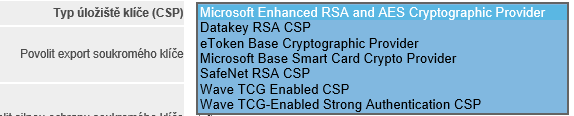 Typ úložiště klíče (CSP)
Microsoft Enhanced RSA and AES Cryptographic Provider
Datakey RSA CSP
eToken Base Cryptographic Provider
Povolit export soukromého klíče
Microsoft Base Smart Card Crypto Provider
SafeNet RSA CSP
Wave TCG Enabled CSP
Wave TCG-Enabled Strong Authentication CSP